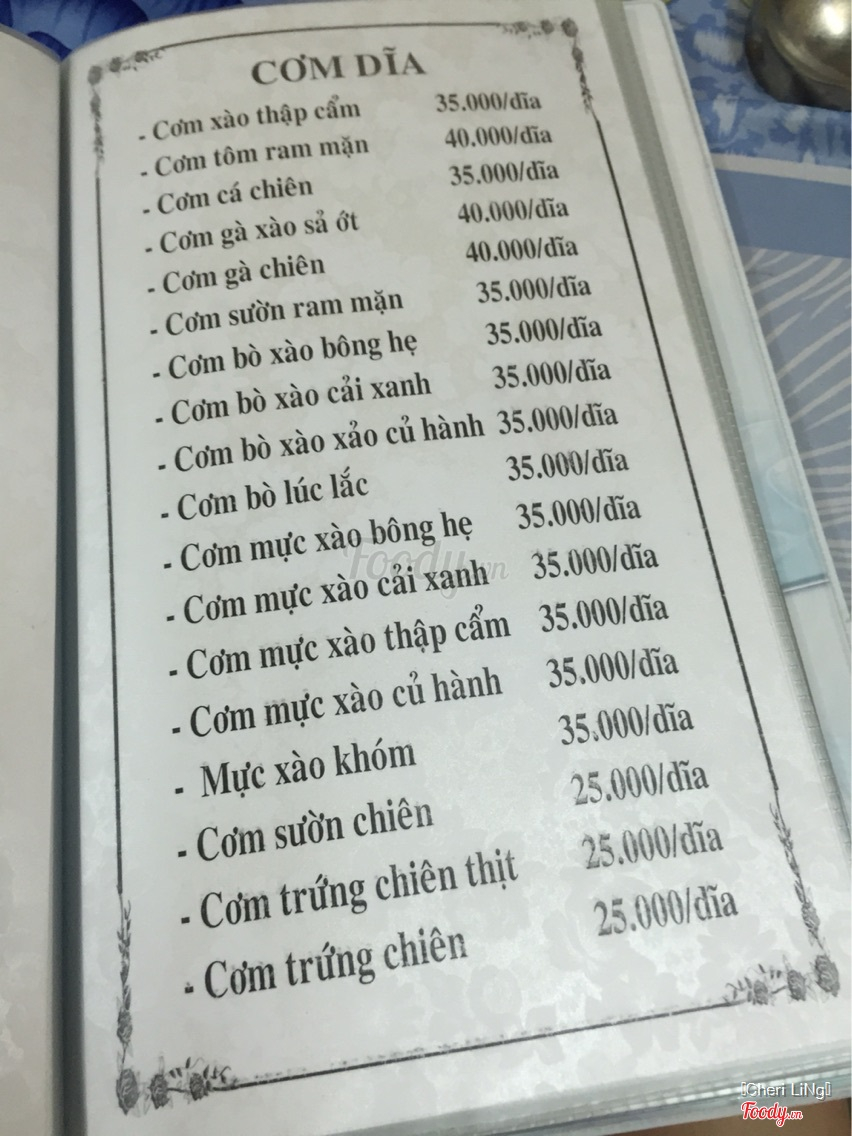 CƠM DĨA
- Cơm xào thập cẩm 35.000/dĩa
- Cơm tôm ram mặn 40.000/dĩa
- Cơm cá chiên 35.000/dĩa
- Cơm gà xào sả ớt 40.000/dĩa
- Cơm gà chiên 40.000/dĩa
- Cơm sườn ram mặn 35.000/dĩa
- Cơm bò xào bông hẹ 35.000/dĩa
- Cơm bò xào cải xanh 35.000/dĩa
- Cơm bò xào xảo củ hành 35.000/dĩa
- Cơm bò lúc lắc 35.000/dĩa
- Cơm mực xào bông hẹ 35.000/dĩa
- Cơm mực xào cải xanh 35.000/dĩa
- Cơm mực xào thập cẩm 35.000/dĩa
- Cơm mực xào củ hành 35.000/dĩa
- Mực xào khóm 35.000/dĩa
- Cơm sườn chiên 25.000/dĩa
- Cơm trứng chiên thịt 25.000/dĩa
- Cơm trứng chiên 25.000/dĩa
Foody.vn
Cheri LiNg
Foody.vn